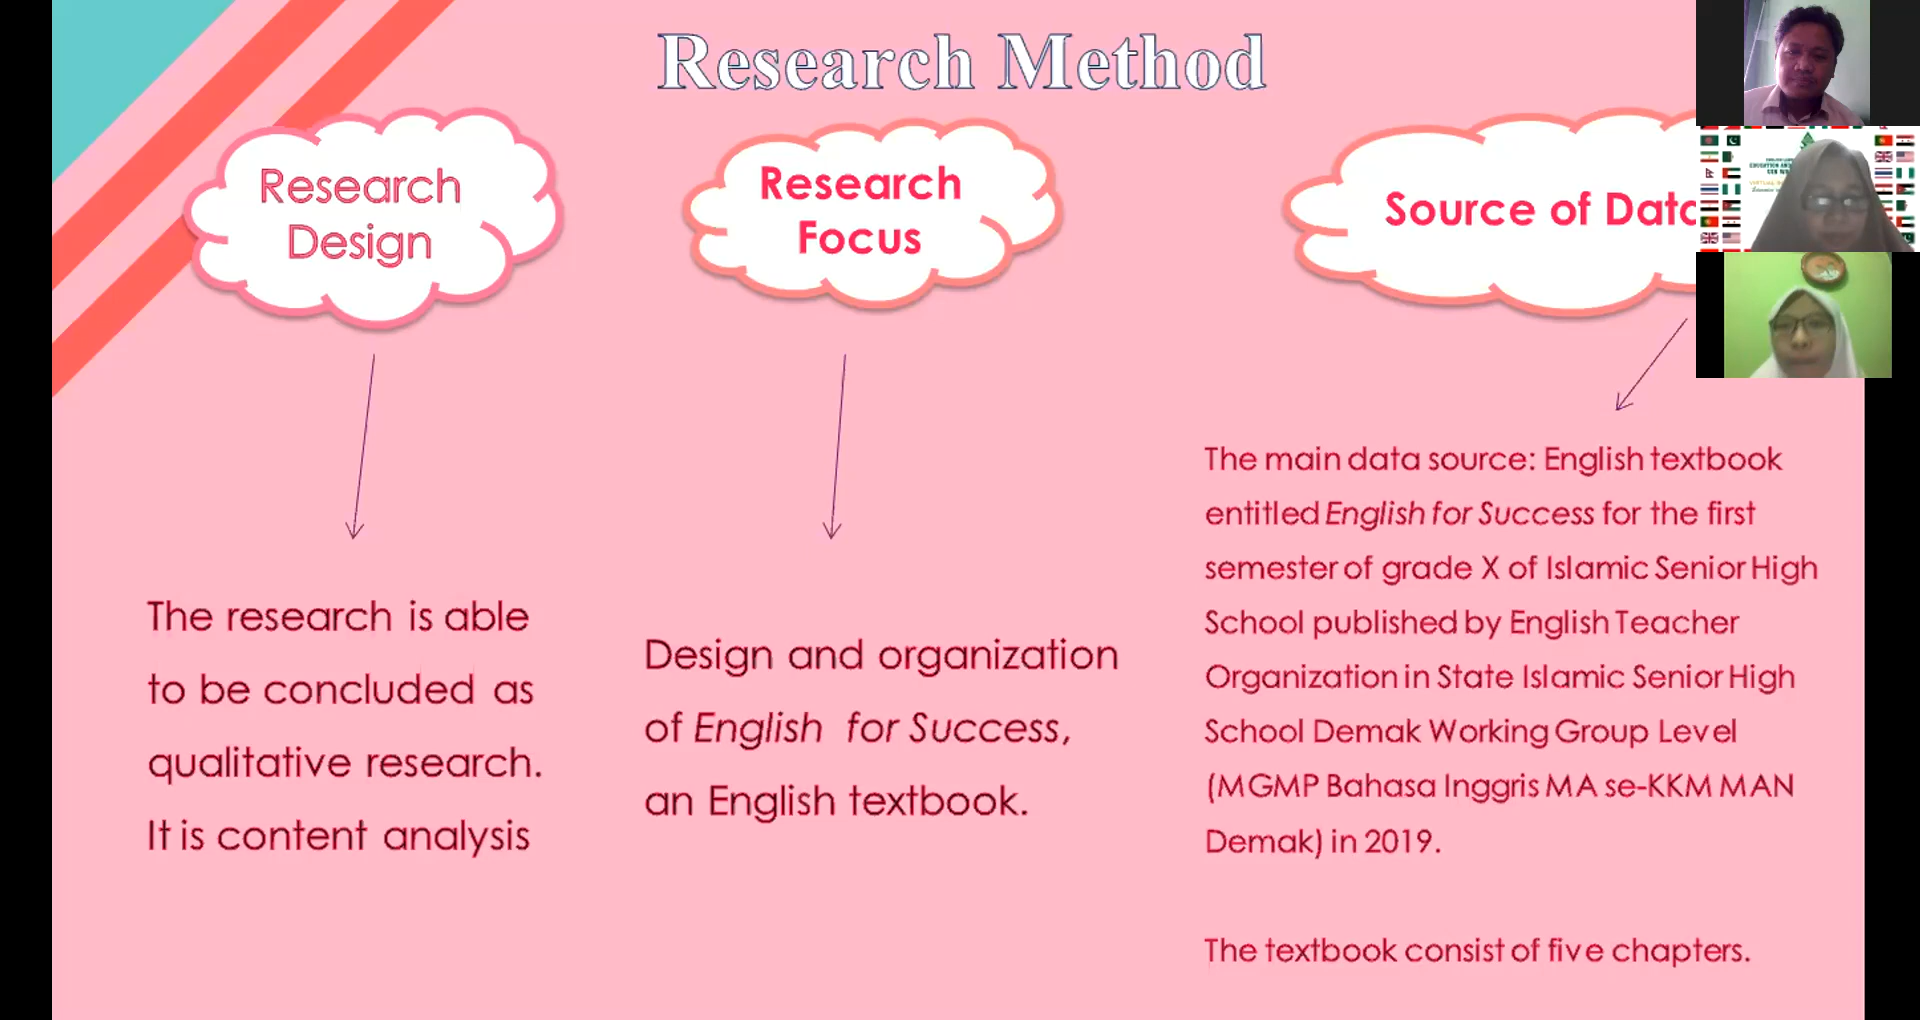 Research Method
Research
Design
Research
Focus
Source of Data
The research is able
to be concluded as
qualitative research.
It is content analysis
Design and organization
of English for Success,
an English textbook.
The main data source: English textbook
entitled English for Success for the first
semester of grade X of Islamic Senior High
School published by English Teacher
Organization in State Islamic Senior High
School Demak Working Group Level
(MGMP Bahasa Inggris MA se-KKM MAN
Demak) in 2019.
The textbook consist of five chapters.